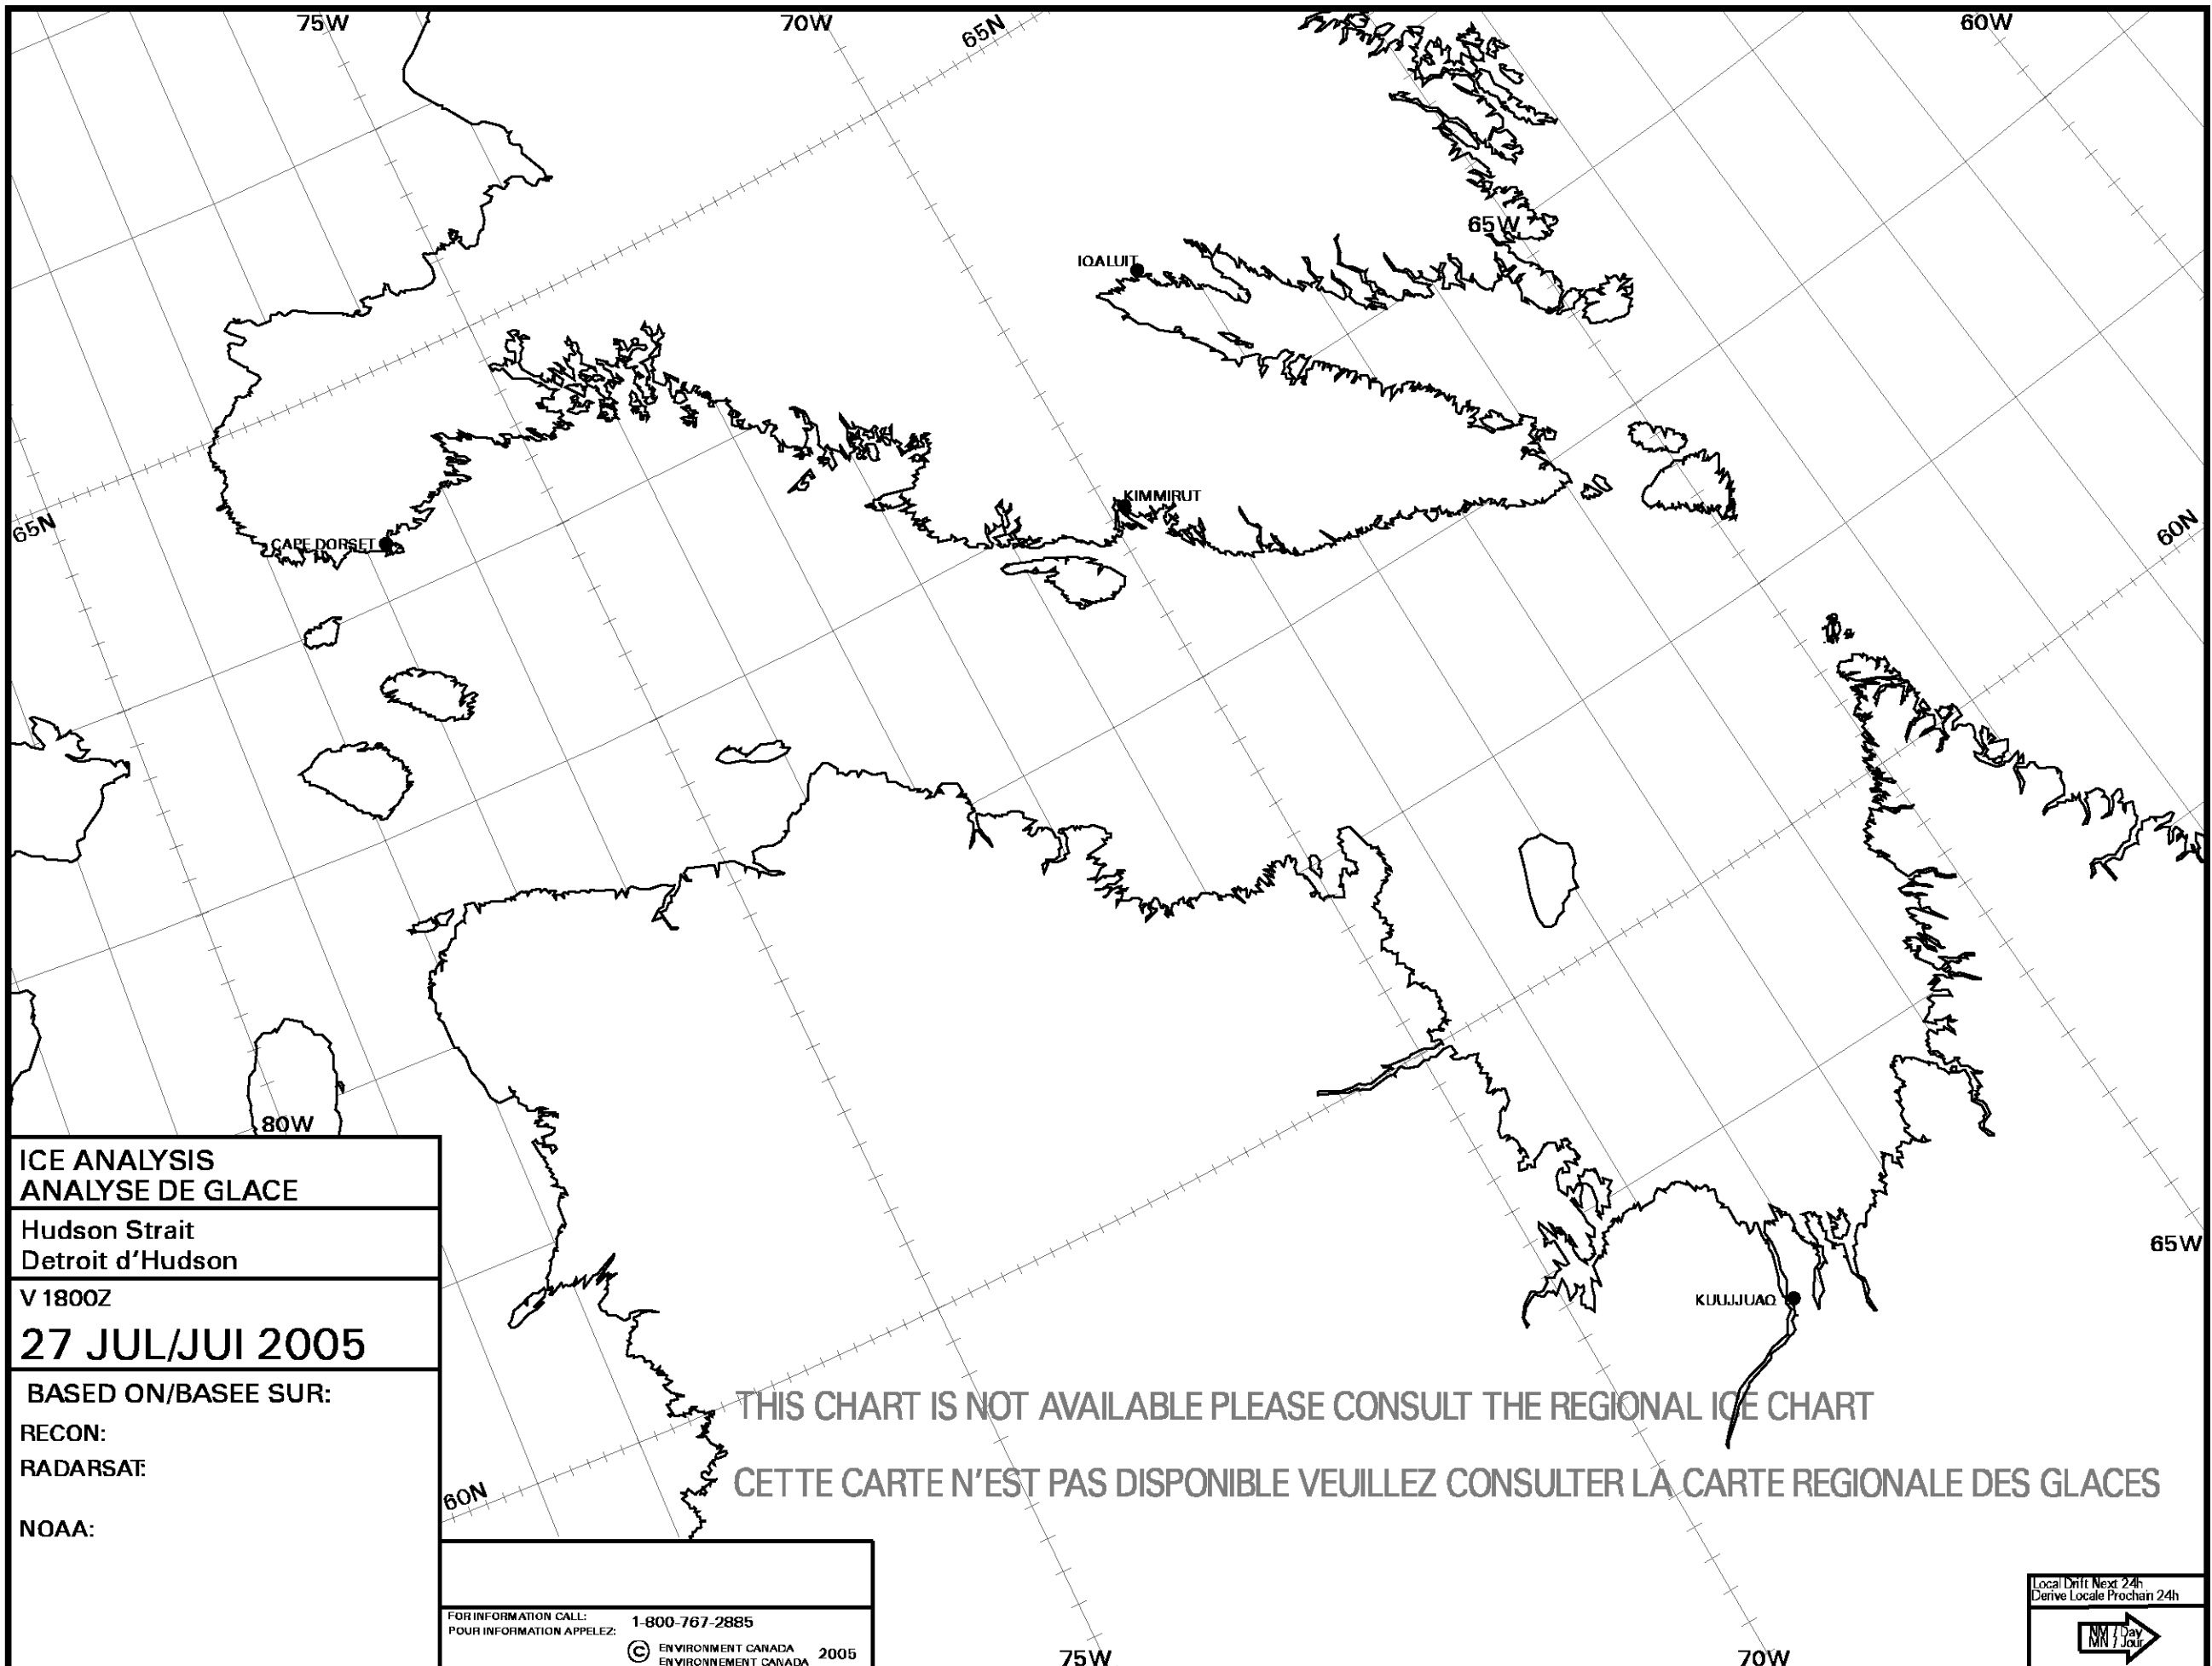 75W
70W
65N
60W
65W
IQALUIT
KIMMIRUT
65N
CAPE DORSET
60N
80W
ICE ANALYSIS
ANALYSE DE GLACE
Hudson Strait
Detroit d'Hudson
65W
V 1800Z
KUUJJUAQ
27 JUL/JUI 2005
BASED ON/BASEE SUR:
THIS CHART IS NOT AVAILABLE PLEASE CONSULT THE REGIONAL ICE CHART
RECON:
RADARSAT:
CETTE CARTE N'EST PAS DISPONIBLE VEUILLEZ CONSULTER LA CARTE REGIONALE DES GLACES
60N
NOAA:
Local Drift Next 24h
Derive Locale Prochain 24h
FOR INFORMATION CALL: 1-800-767-2885
POUR INFORMATION APPELEZ:
NM / Day
MN / Jour
© ENVIRONMENT CANADA 2005
ENVIRONNEMENT CANADA
75W
70W